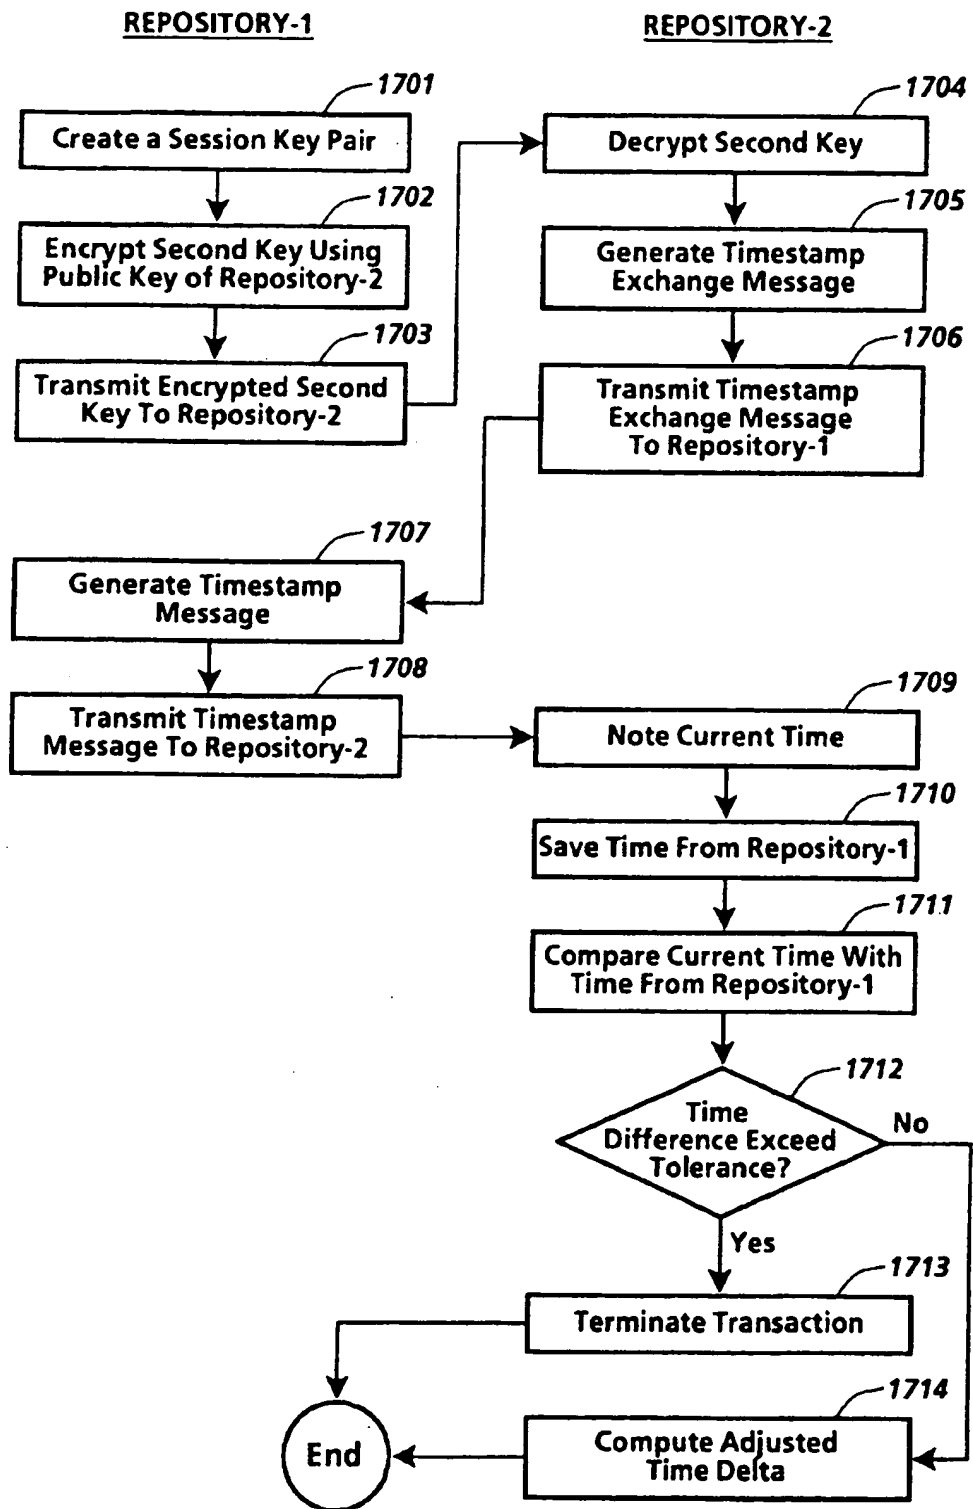 REPOSITORY-1
REPOSITORY-2
1701
Create a Session Key Pair
1702
Encrypt Second Key Using
Public Key of Repository-2
1703
Transmit Encrypted Second
Key To Repository-2
1704
Decrypt Second Key
1705
Generate Timestamp
Exchange Message
1706
Transmit Timestamp
Exchange Message
To Repository-1
1707
Generate Timestamp
Message
1708
Transmit Timestamp
Message To Repository-2
1709
Note Current Time
1710
Save Time From Repository-1
1711
Compare Current Time With
Time From Repository-1
1712
Time
Difference Exceed
Tolerance?
No
Yes
1713
Terminate Transaction
1714
Compute Adjusted
Time Delta
End